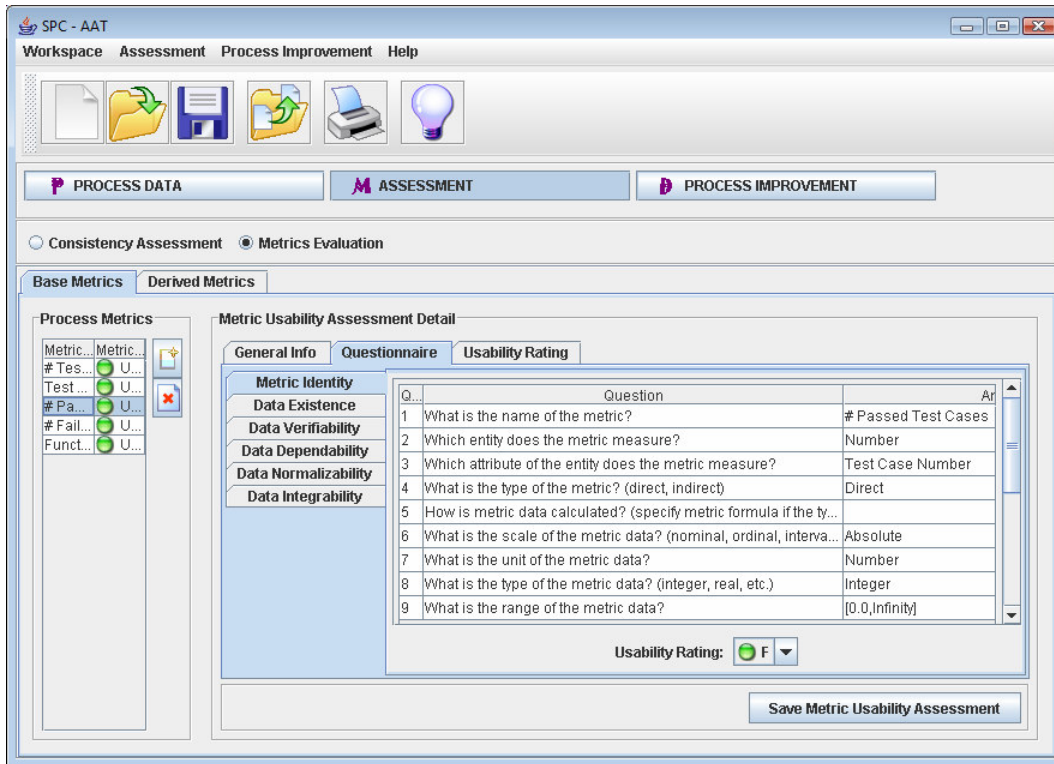 SPC - AAT
Workspace Assessment Process Improvement Help
PROCESS DATA ASSESSMENT PROCESS IMPROVEMENT
Consistency Assessment Metrics Evaluation
Base Metrics Derived Metrics
Process Metrics
Metric... Metric...
# Tes... U...
Test ... U...
# Pa... U...
# Fail... U...
Funct... U...
Metric Usability Assessment Detail
General Info Questionnaire Usability Rating
Metric Identity
Data Existence
Data Verifiability
Data Dependability
Data Normalizability
Data Integrability
Q... Question Ar
1 What is the name of the metric? # Passed Test Cases
2 Which entity does the metric measure? Number
3 Which attribute of the entity does the metric measure? Test Case Number
4 What is the type of the metric? (direct, indirect) Direct
5 How is metric data calculated? (specify metric formula if the ty...
6 What is the scale of the metric data? (nominal, ordinal, interva... Absolute
7 What is the unit of the metric data? Number
8 What is the type of the metric data? (integer, real, etc.) Integer
9 What is the range of the metric data? [0.0,Infinity]
Usability Rating: F
Save Metric Usability Assessment